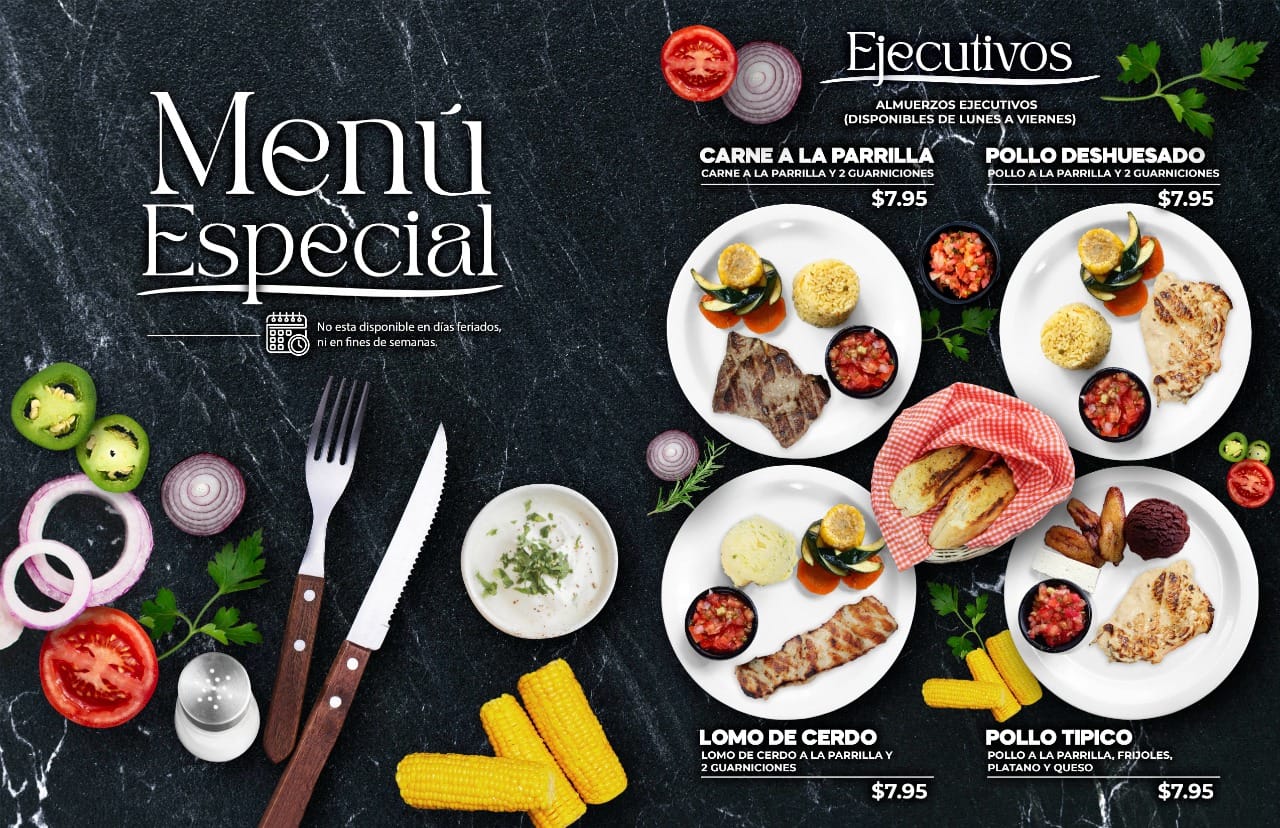 Menú
Especial
No esta disponible en días feriados,
ni en fines de semanas.
Ejecutivos
ALMUERZOS EJECUTIVOS
(DISPONIBLES DE LUNES A VIERNES)
CARNE A LA PARRILLA
CARNE A LA PARRILLA Y 2 GUARNICIONES
$7.95
POLLO DESHUESADO
POLLO A LA PARRILLA Y 2 GUARNICIONES
$7.95
LOMO DE CERDO
LOMO DE CERDO A LA PARRILLA Y
2 GUARNICIONES
$7.95
POLLO TIPICO
POLLO A LA PARRILLA, FRIJOLES,
PLATANO Y QUESO
$7.95